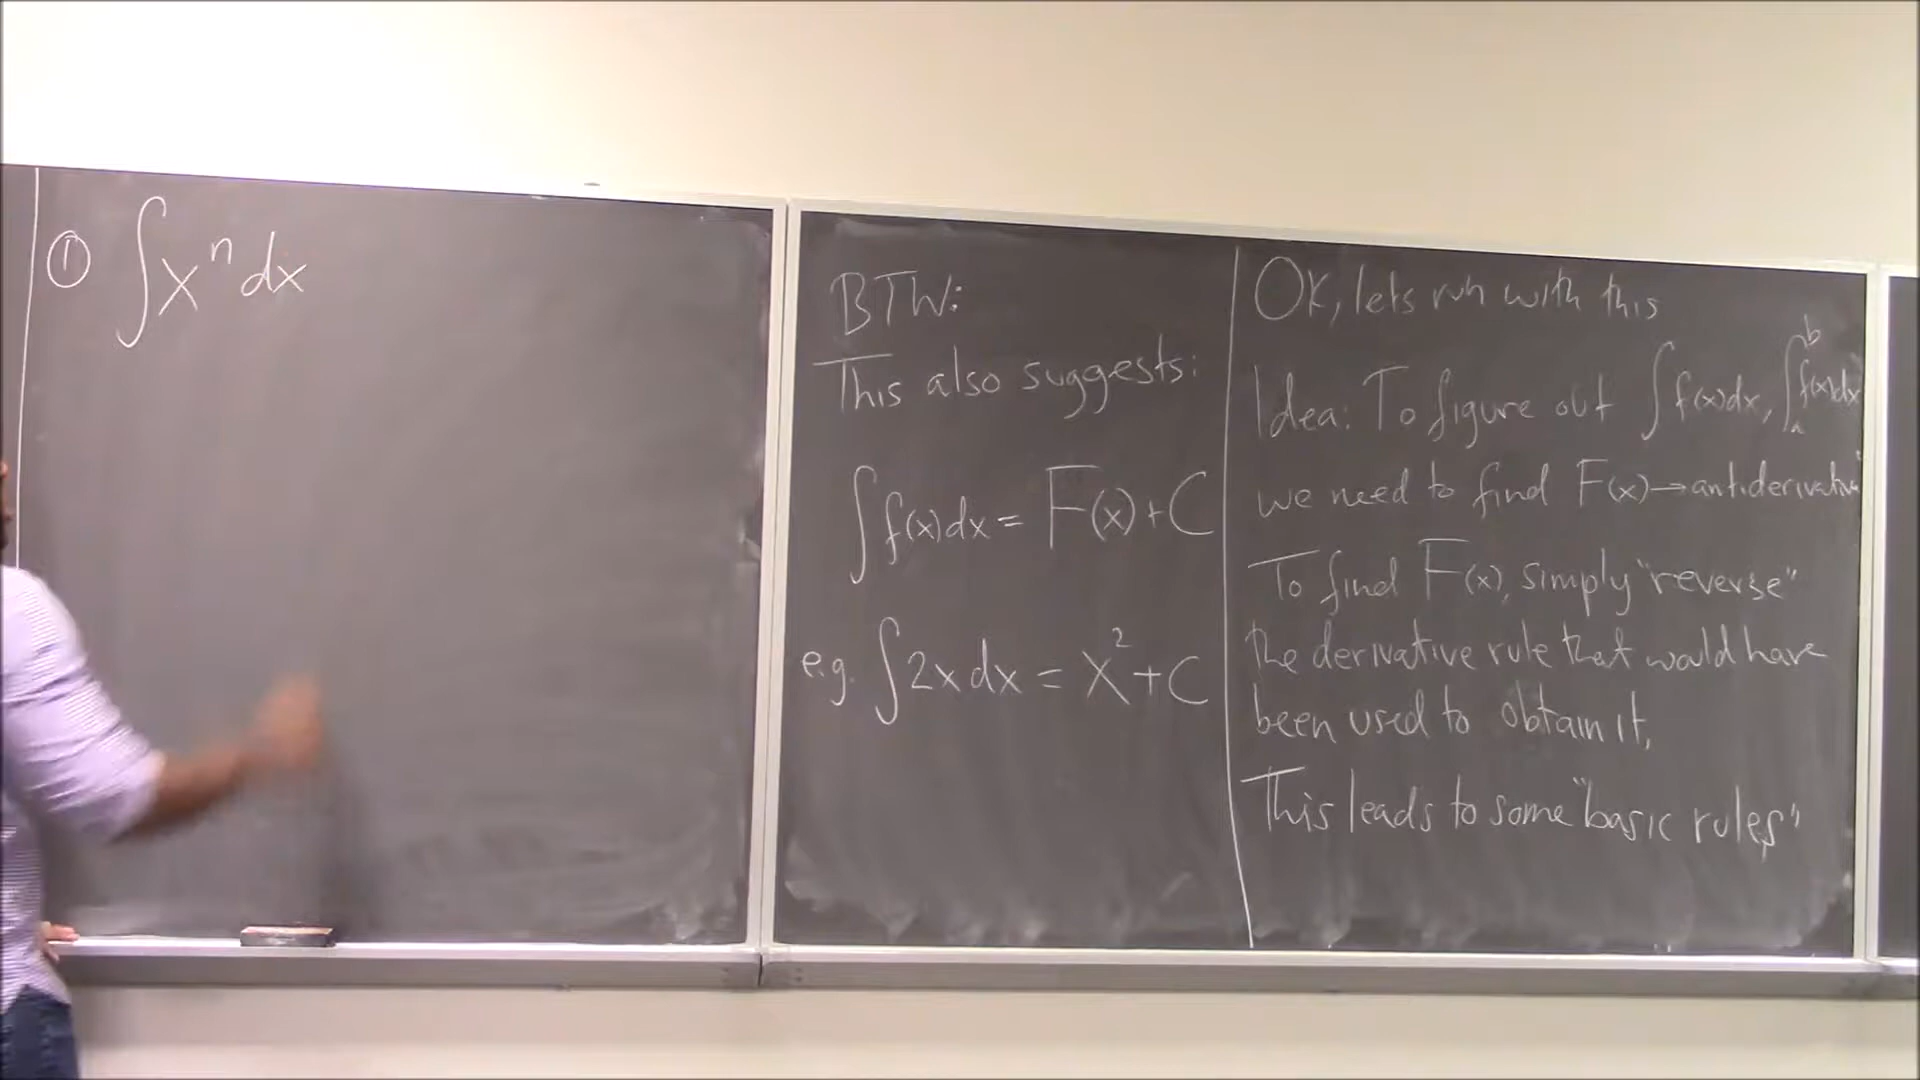 ① ∫xⁿdx
BTW:
This also suggests:
∫f(x)dx = F(x)+C
e.g. ∫2xdx = x²+C
OK, lets run with this
Idea: To figure out ∫f(x)dx, ∫ₐᵇf(x)dx
we need to find F(x)→antiderivative
To find F(x), simply "reverse"
the derivative rule that would have
been used to obtain it,
This leads to some "basic rules"